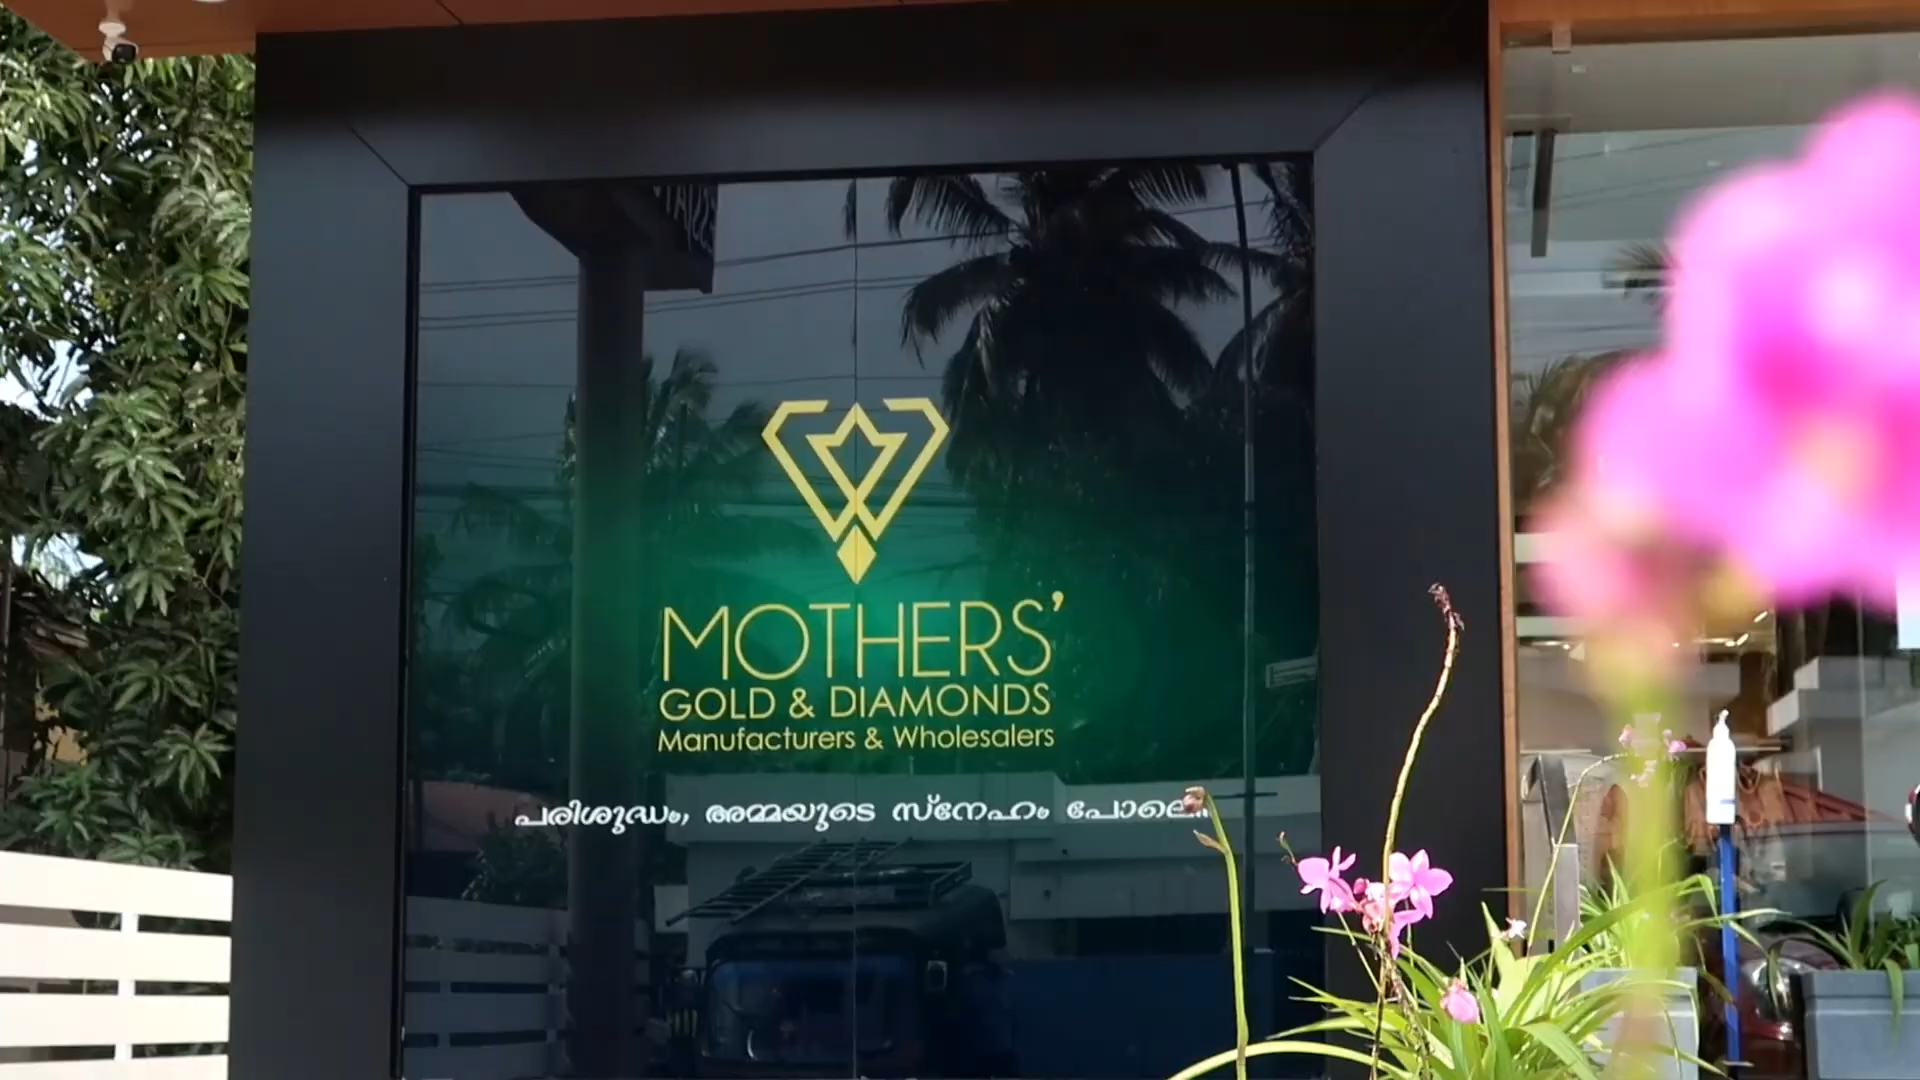 MOTHERS’
GOLD & DIAMONDS
Manufacturers & Wholesalers
പരിശുദ്ധം, അമ്മയുടെ സ്നേഹം പോലെ..